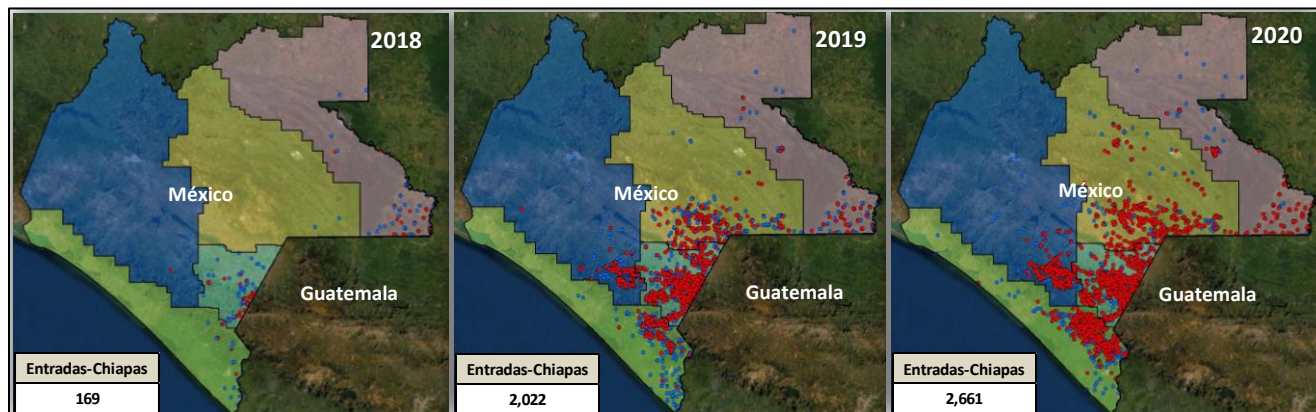 2018
México
Guatemala
Entradas-Chiapas
169
2019
México
Guatemala
Entradas-Chiapas
2,022
2020
México
Guatemala
Entradas-Chiapas
2,661